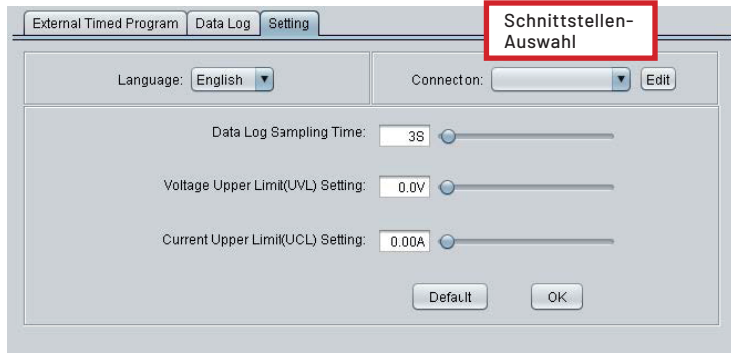 External Timed Program Data Log Setting
Schnittstellen-
Auswahl
Language: English Connecton: Edit
Data Log Sampling Time: 3S
Voltage Upper Limit(UVL) Setting: 0.0V
Current Upper Limit(UCL) Setting: 0.00A
Default OK